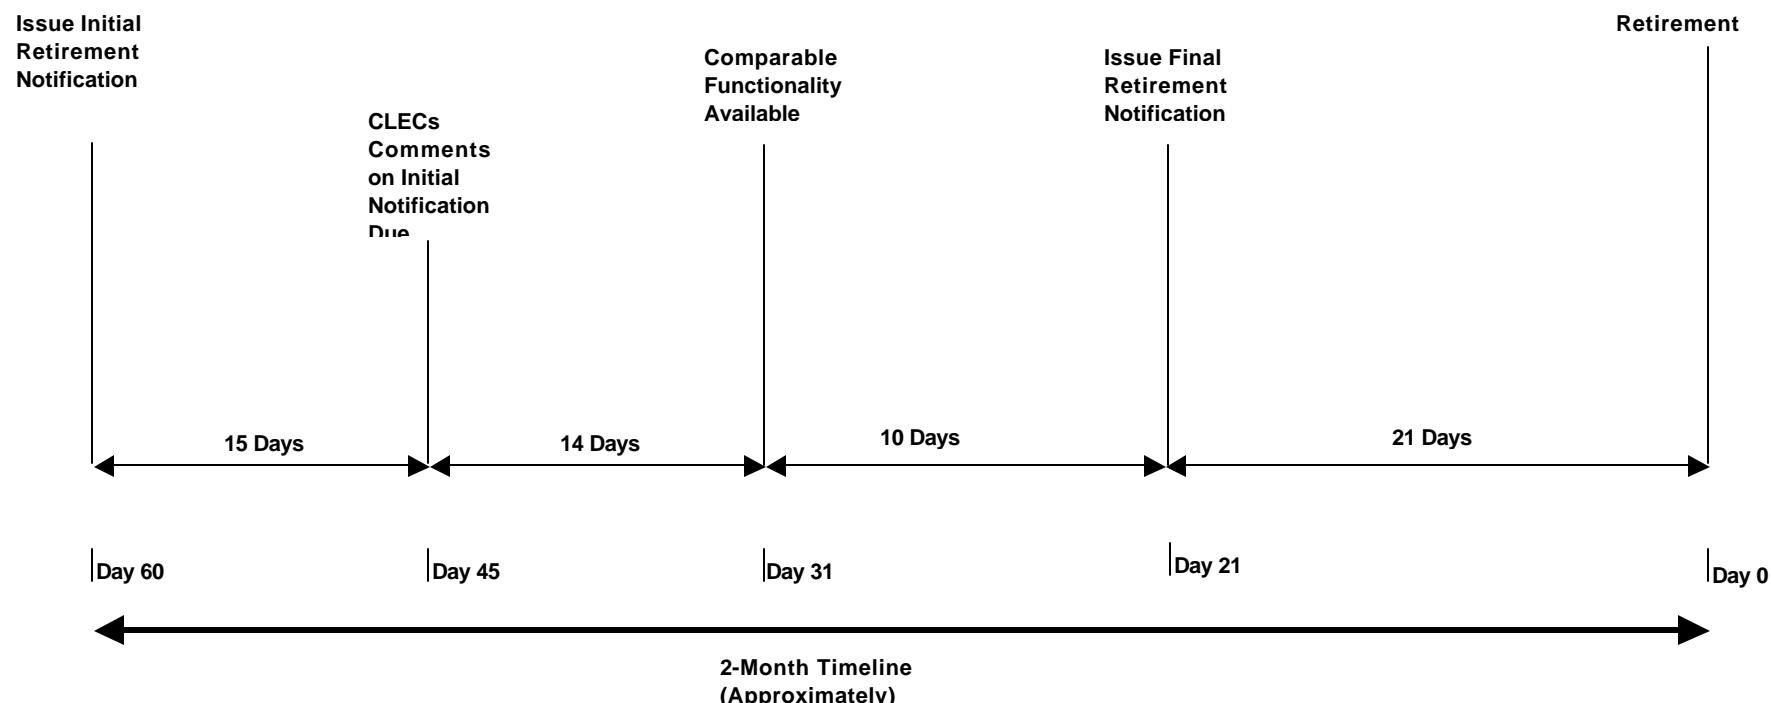 Issue Initial
Retirement
Notification
CLECs
Comments
on Initial
Notification
Due
Comparable
Functionality
Available
Issue Final
Retirement
Notification
Retirement
15 Days
14 Days
10 Days
21 Days
Day 60
Day 45
Day 31
Day 21
Day 0
2-Month Timeline
(Approximately)